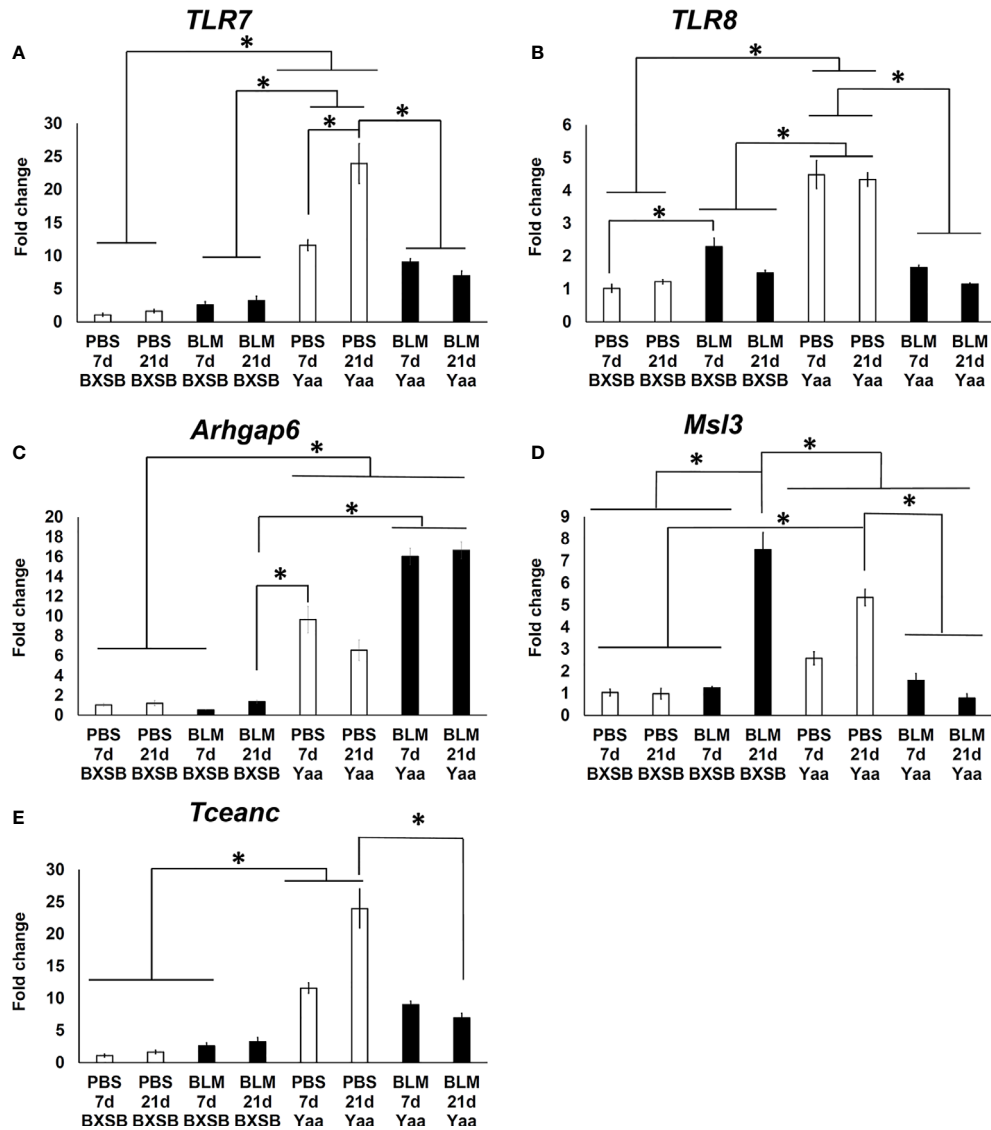 TLR7
A
*
*
*
*
Fold change
30
25
20
15
10
5
0
PBS PBS BLM BLM PBS PBS BLM BLM
7d 21d 7d 21d 7d 21d 7d 21d
BXSB BXSB BXSB BXSB Yaa Yaa Yaa Yaa
TLR8
B
*
*
*
*
Fold change
6
5
4
3
2
1
0
PBS PBS BLM BLM PBS PBS BLM BLM
7d 21d 7d 21d 7d 21d 7d 21d
BXSB BXSB BXSB BXSB Yaa Yaa Yaa Yaa
Arhgap6
C
*
*
*
Fold change
20
18
16
14
12
10
8
6
4
2
0
PBS PBS BLM BLM PBS PBS BLM BLM
7d 21d 7d 21d 7d 21d 7d 21d
BXSB BXSB BXSB BXSB Yaa Yaa Yaa Yaa
Msl3
D
*
*
*
*
Fold change
9
8
7
6
5
4
3
2
1
0
PBS PBS BLM BLM PBS PBS BLM BLM
7d 21d 7d 21d 7d 21d 7d 21d
BXSB BXSB BXSB BXSB Yaa Yaa Yaa Yaa
E
Tceanc
*
*
Fold change
30
25
20
15
10
5
0
PBS PBS BLM BLM PBS PBS BLM BLM
7d 21d 7d 21d 7d 21d 7d 21d
BXSB BXSB BXSB BXSB Yaa Yaa Yaa Yaa